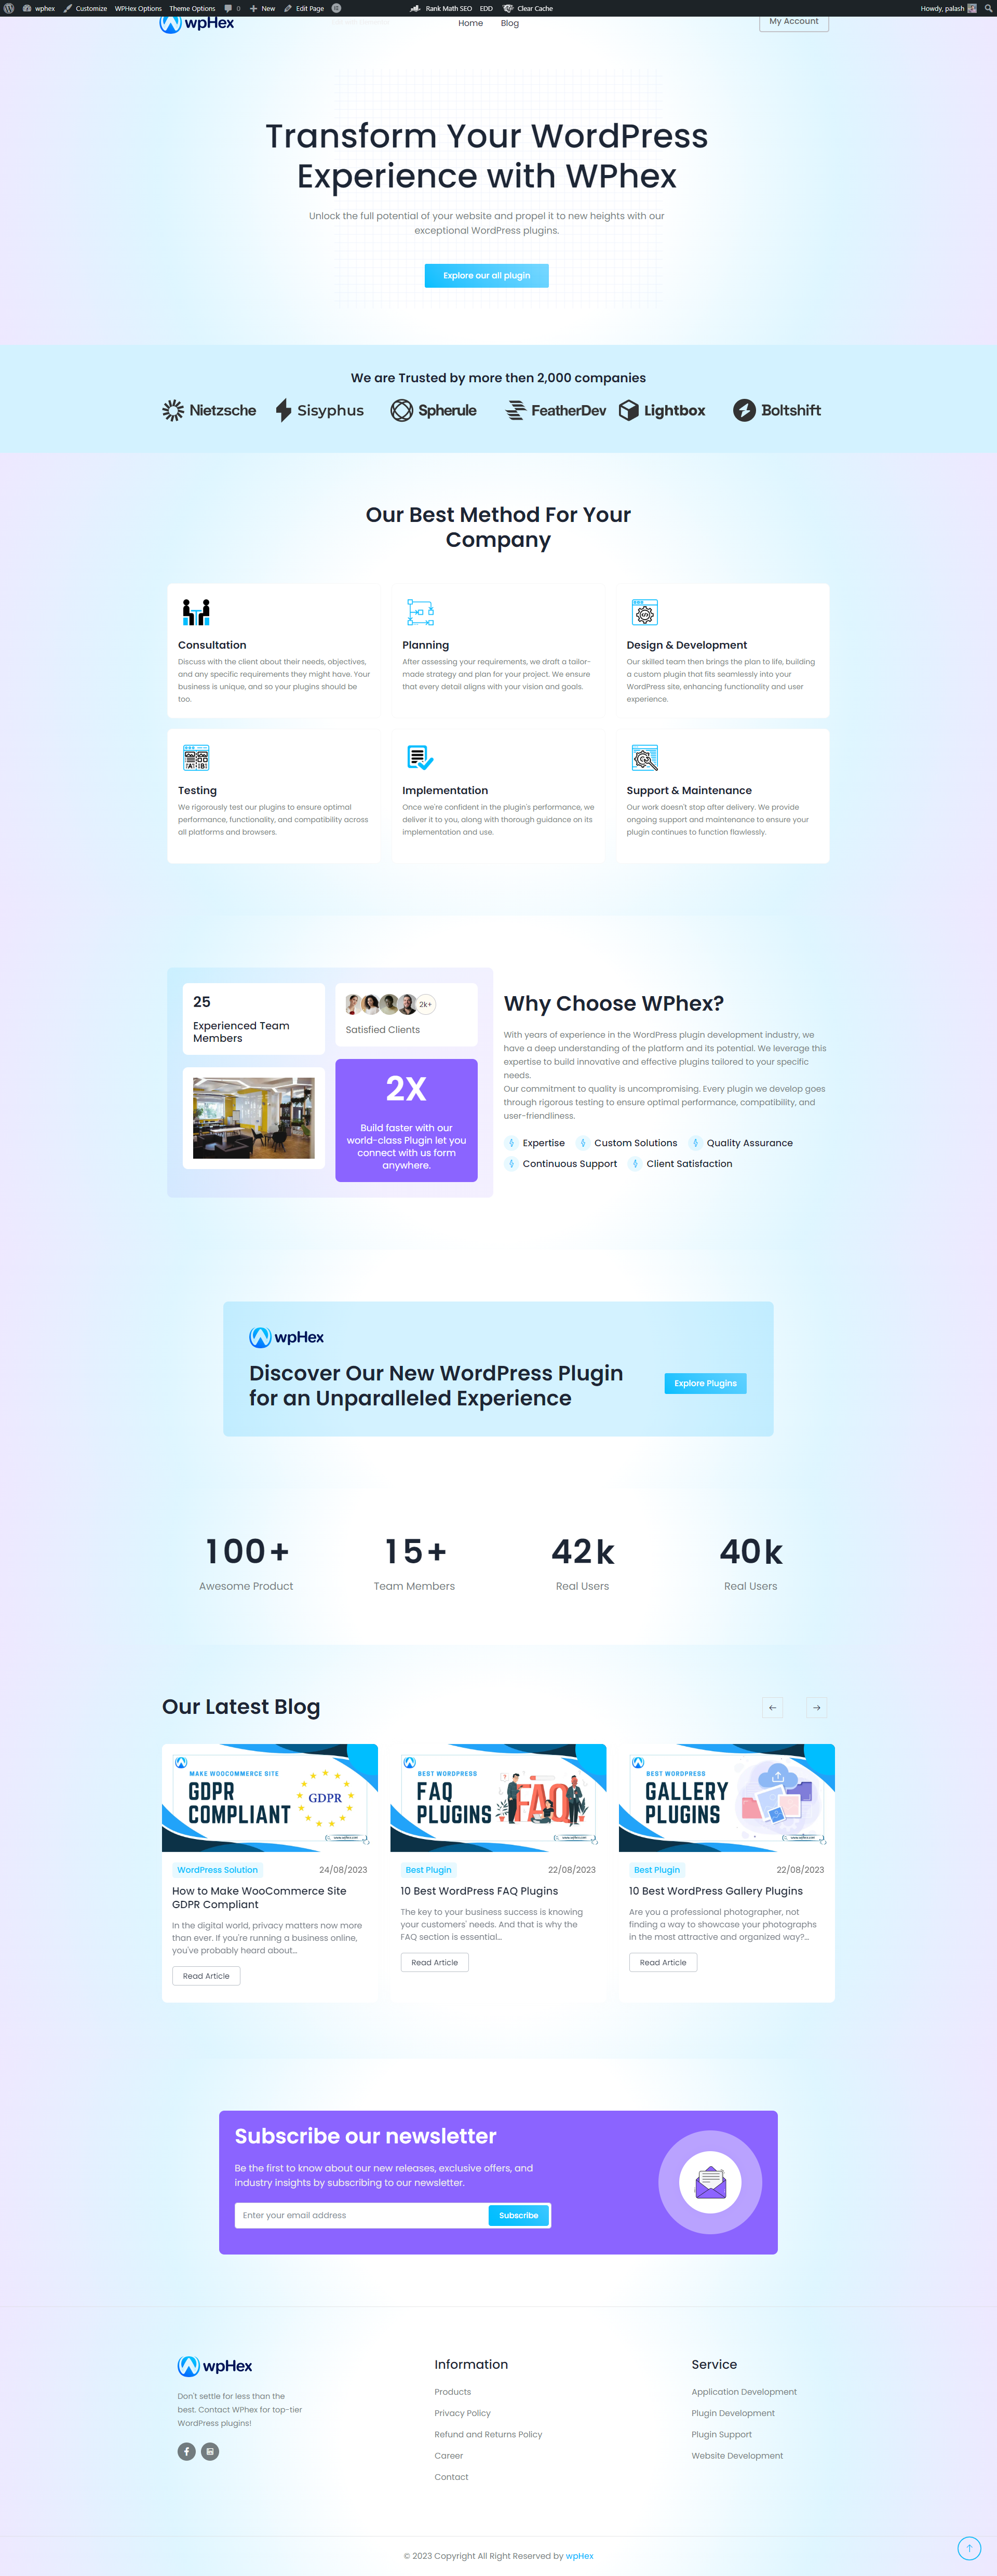 wphex
Customize
WPHex Options
Theme Options
0
New
Edit Page
Rank Math SEO
EDD
Clear Cache
Howdy, palash
wpHex
Home
Blog
My Account
Transform Your WordPress
Experience with WPhex
Unlock the full potential of your website and propel it to new heights with our
exceptional WordPress plugins.
Explore our all plugin
We are Trusted by more then 2,000 companies
Nietzsche
Sisyphus
Spherule
FeatherDev
Lightbox
Boltshift
Our Best Method For Your
Company
Consultation
Discuss with the client about their needs, objectives,
and any specific requirements they might have. Your
business is unique, and so your plugins should be
too.
Planning
After assessing your requirements, we draft a tailor-
made strategy and plan for your project. We ensure
that every detail aligns with your vision and goals.
Design & Development
Our skilled team then brings the plan to life, building
a custom plugin that fits seamlessly into your
WordPress site, enhancing functionality and user
experience.
Testing
We rigorously test our plugins to ensure optimal
performance, functionality, and compatibility across
all platforms and browsers.
Implementation
Once we're confident in the plugin's performance, we
deliver it to you, along with thorough guidance on its
implementation and use.
Support & Maintenance
Our work doesn't stop after delivery. We provide
ongoing support and maintenance to ensure your
plugin continues to function flawlessly.
25
Experienced Team
Members
2k+
Satisfied Clients
2X
Build faster with our
world-class Plugin let you
connect with us form
anywhere.
Why Choose WPhex?
With years of experience in the WordPress plugin development industry, we
have a deep understanding of the platform and its potential. We leverage this
expertise to build innovative and effective plugins tailored to your specific
needs.
Our commitment to quality is uncompromising. Every plugin we develop goes
through rigorous testing to ensure optimal performance, compatibility, and
user-friendliness.
Expertise
Custom Solutions
Quality Assurance
Continuous Support
Client Satisfaction
wpHex
Discover Our New WordPress Plugin
for an Unparalleled Experience
Explore Plugins
100+
Awesome Product
15+
Team Members
42k
Real Users
40k
Real Users
Our Latest Blog
MAKE WOOCOMMERCE SITE
GDPR
COMPLIANT
GDPR
www.wphex.com
WordPress Solution
24/08/2023
How to Make WooCommerce Site
GDPR Compliant
In the digital world, privacy matters now more
than ever. If you're running a business online,
you've probably heard about...
Read Article
BEST WORDPRESS
FAQ
PLUGINS
FAQ
www.wphex.com
Best Plugin
22/08/2023
10 Best WordPress FAQ Plugins
The key to your business success is knowing
your customers' needs. And that is why the
FAQ section is essential...
Read Article
BEST WORDPRESS
GALLERY
PLUGINS
www.wphex.com
Best Plugin
22/08/2023
10 Best WordPress Gallery Plugins
Are you a professional photographer, not
finding a way to showcase your photographs
in the most attractive and organized way?...
Read Article
Subscribe our newsletter
Be the first to know about our new releases, exclusive offers, and
industry insights by subscribing to our newsletter.
Enter your email address
Subscribe
wpHex
Don't settle for less than the
best. Contact WPhex for top-tier
WordPress plugins!
Information
Products
Privacy Policy
Refund and Returns Policy
Career
Contact
Service
Application Development
Plugin Development
Plugin Support
Website Development
© 2023 Copyright All Right Reserved by wpHex